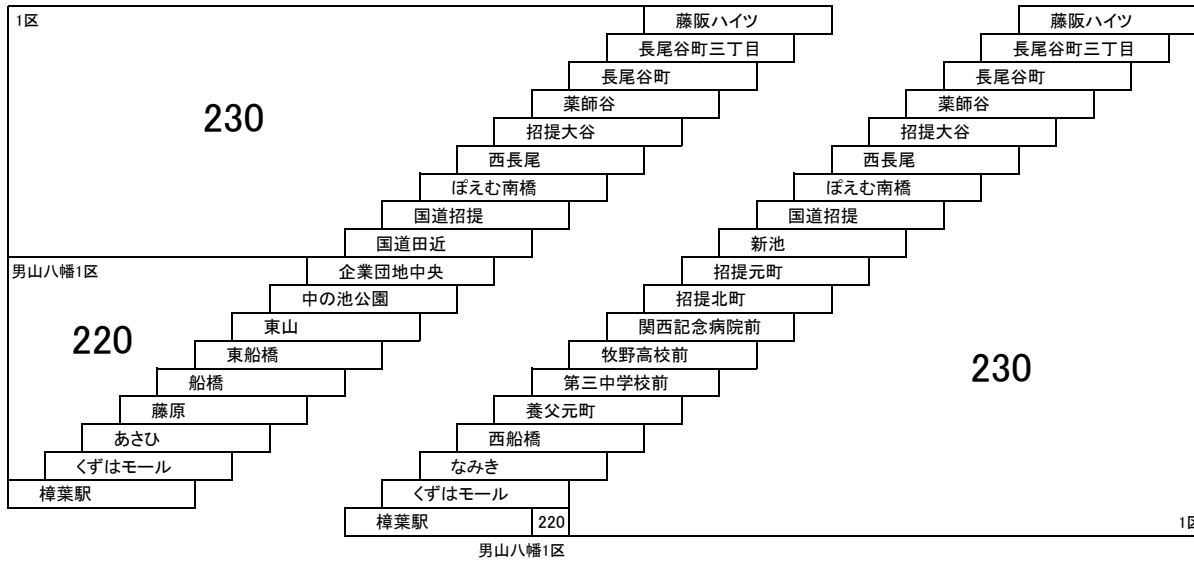 1区
藤阪ハイツ
長尾谷町三丁目
長尾谷町
薬師谷
230
招提大谷
西長尾
ぽえむ南橋
国道招提
国道田近
男山八幡1区
企業団地中央
中の池公園
220
東山
東船橋
船橋
藤原
あさひ
くずはモール
樟葉駅
藤阪ハイツ
長尾谷町三丁目
長尾谷町
薬師谷
招提大谷
西長尾
ぽえむ南橋
国道招提
新池
招提元町
招提北町
関西記念病院前
牧野高校前
230
第三中学校前
養父元町
西船橋
なみき
くずはモール
樟葉駅 220
1区
男山八幡1区